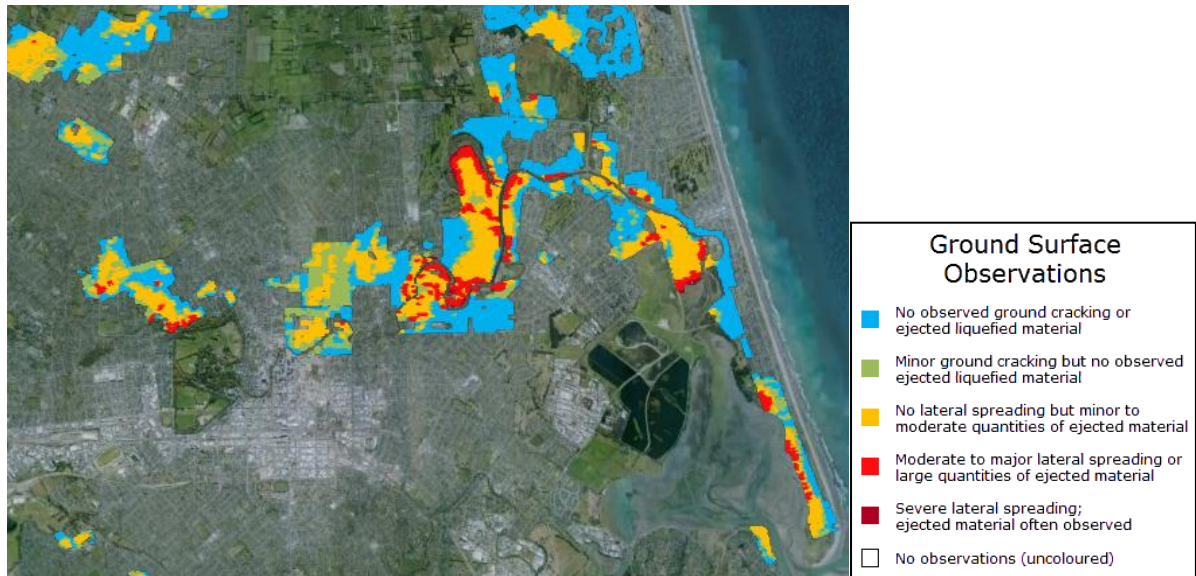 Ground Surface
Observations
No observed ground cracking or
ejected liquefied material
Minor ground cracking but no observed
ejected liquefied material
No lateral spreading but minor to
moderate quantities of ejected material
Moderate to major lateral spreading or
large quantities of ejected material
Severe lateral spreading;
ejected material often observed
No observations (uncoloured)